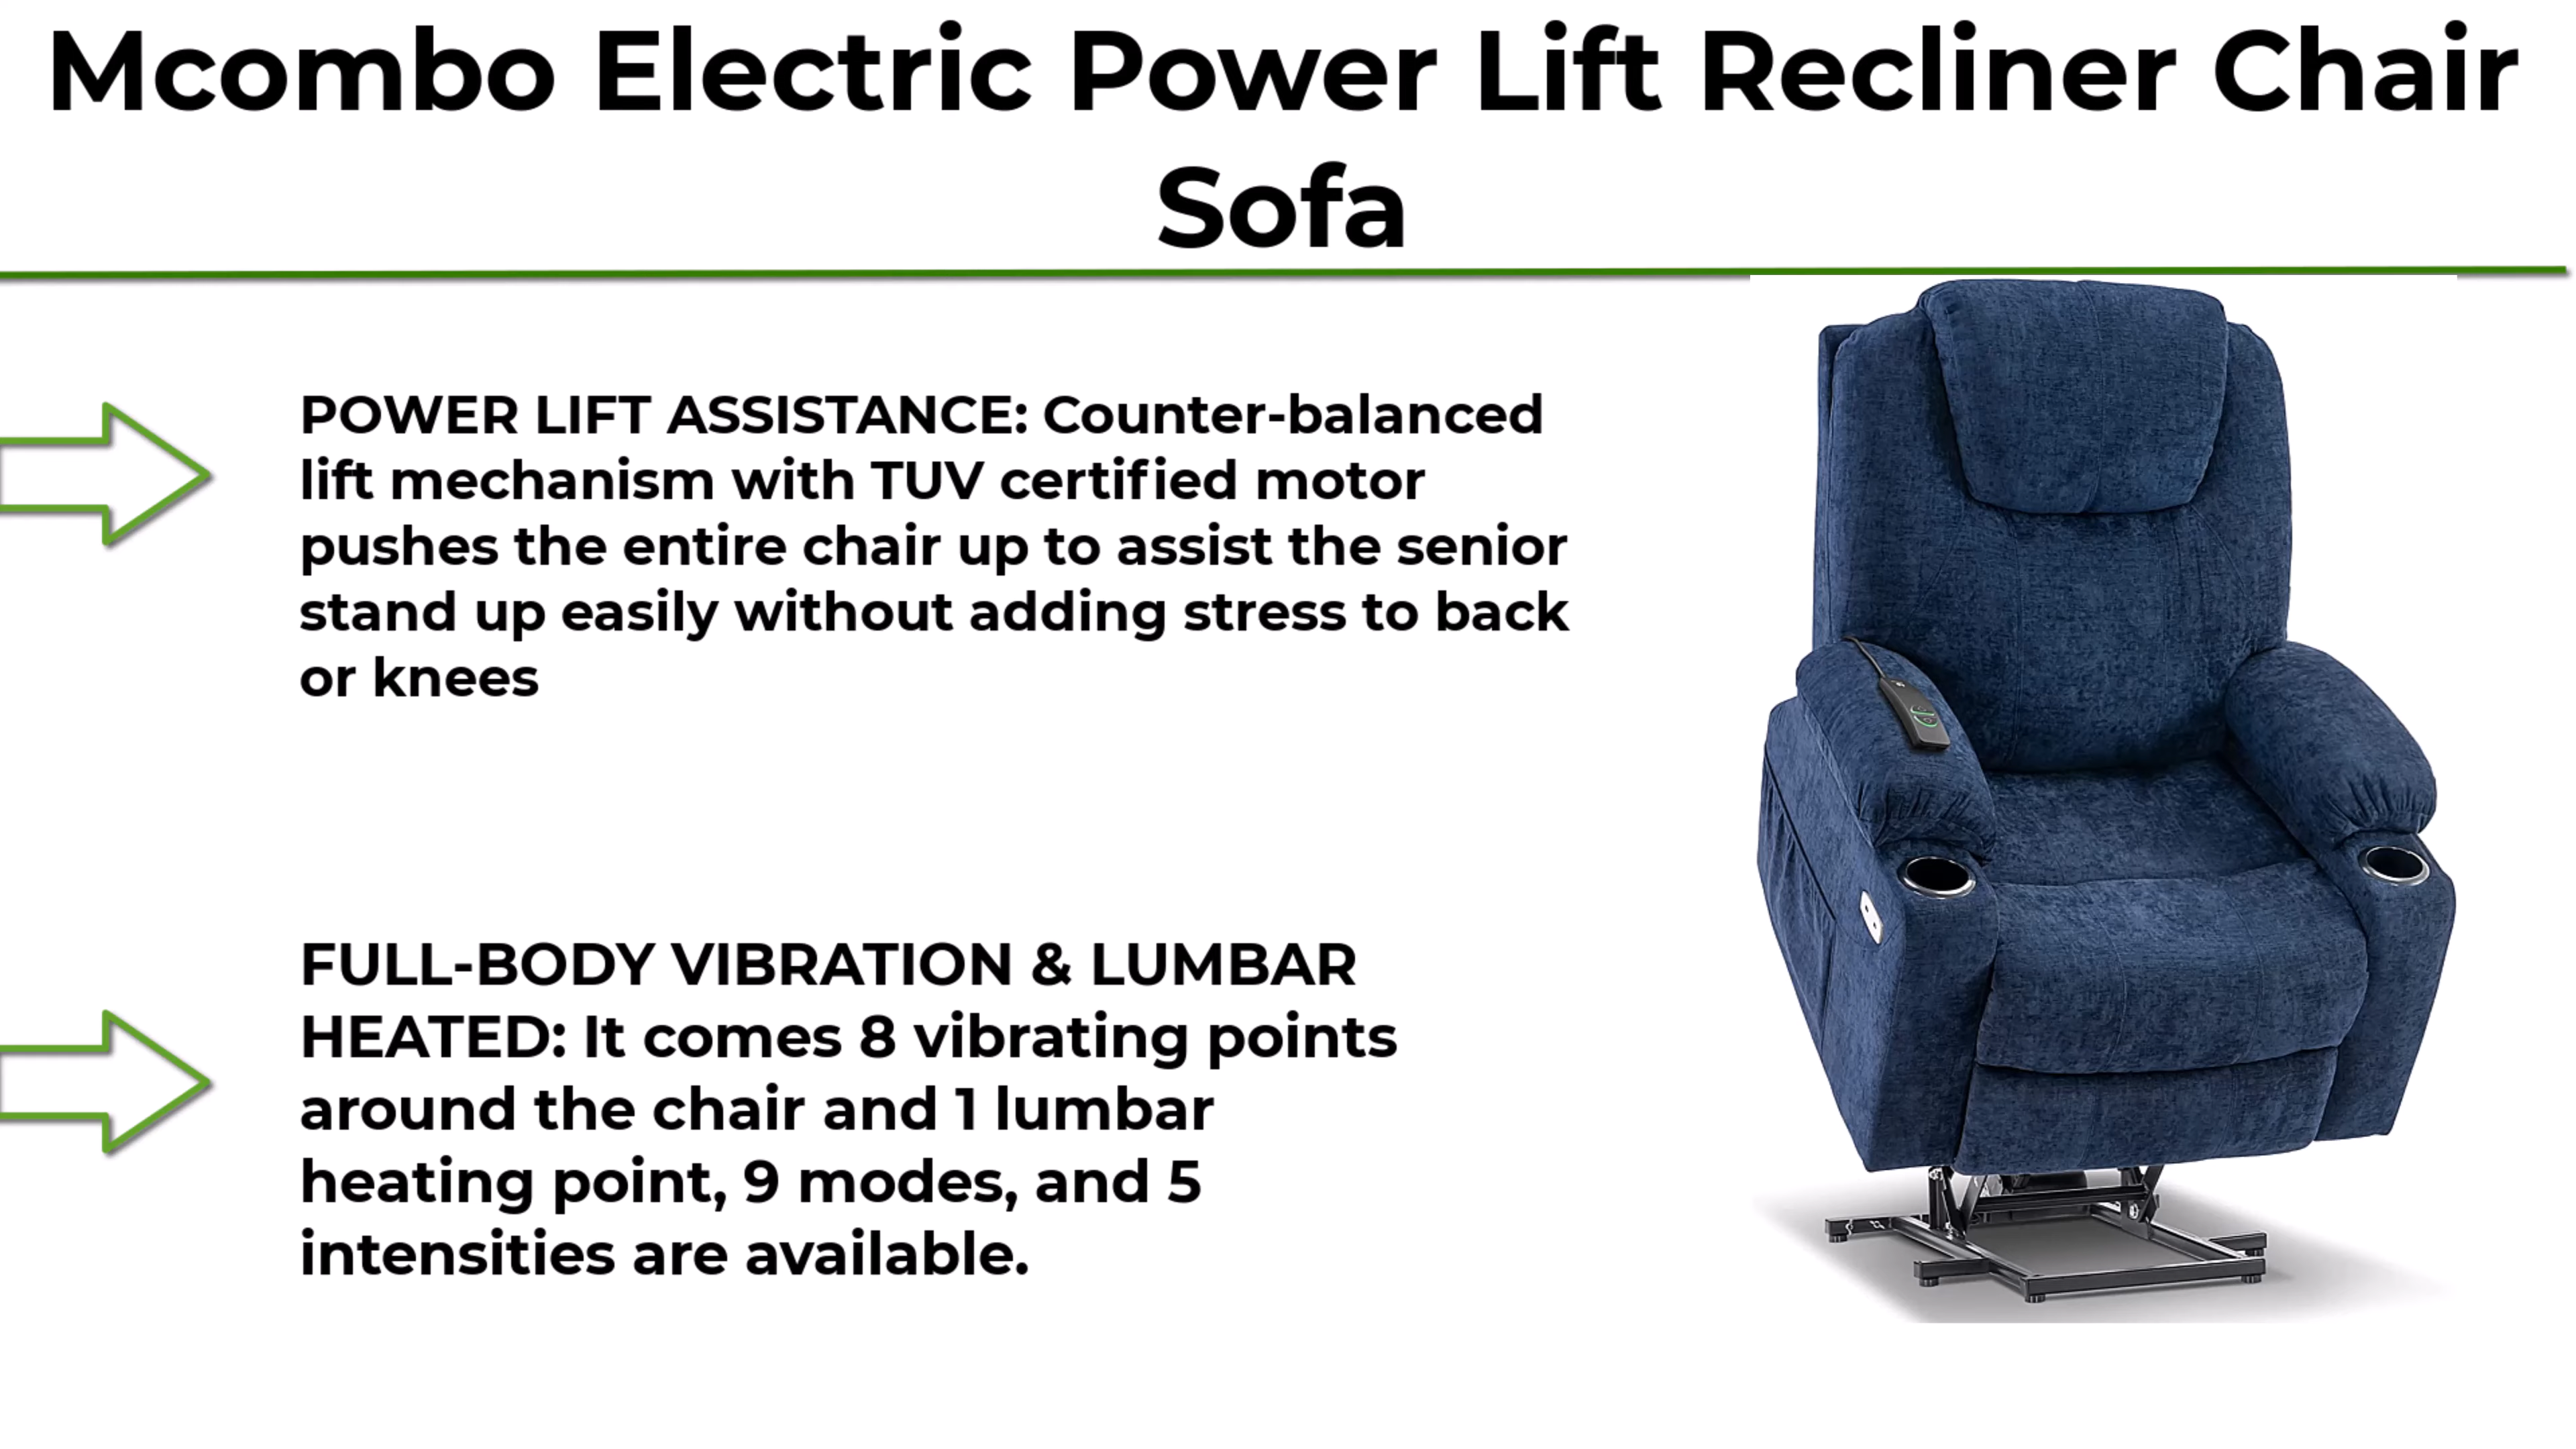 Mcombo Electric Power Lift Recliner Chair
Sofa
POWER LIFT ASSISTANCE: Counter-balanced
lift mechanism with TUV certified motor
pushes the entire chair up to assist the senior
stand up easily without adding stress to back
or knees
FULL-BODY VIBRATION & LUMBAR
HEATED: It comes 8 vibrating points
around the chair and 1 lumbar
heating point, 9 modes, and 5
intensities are available.